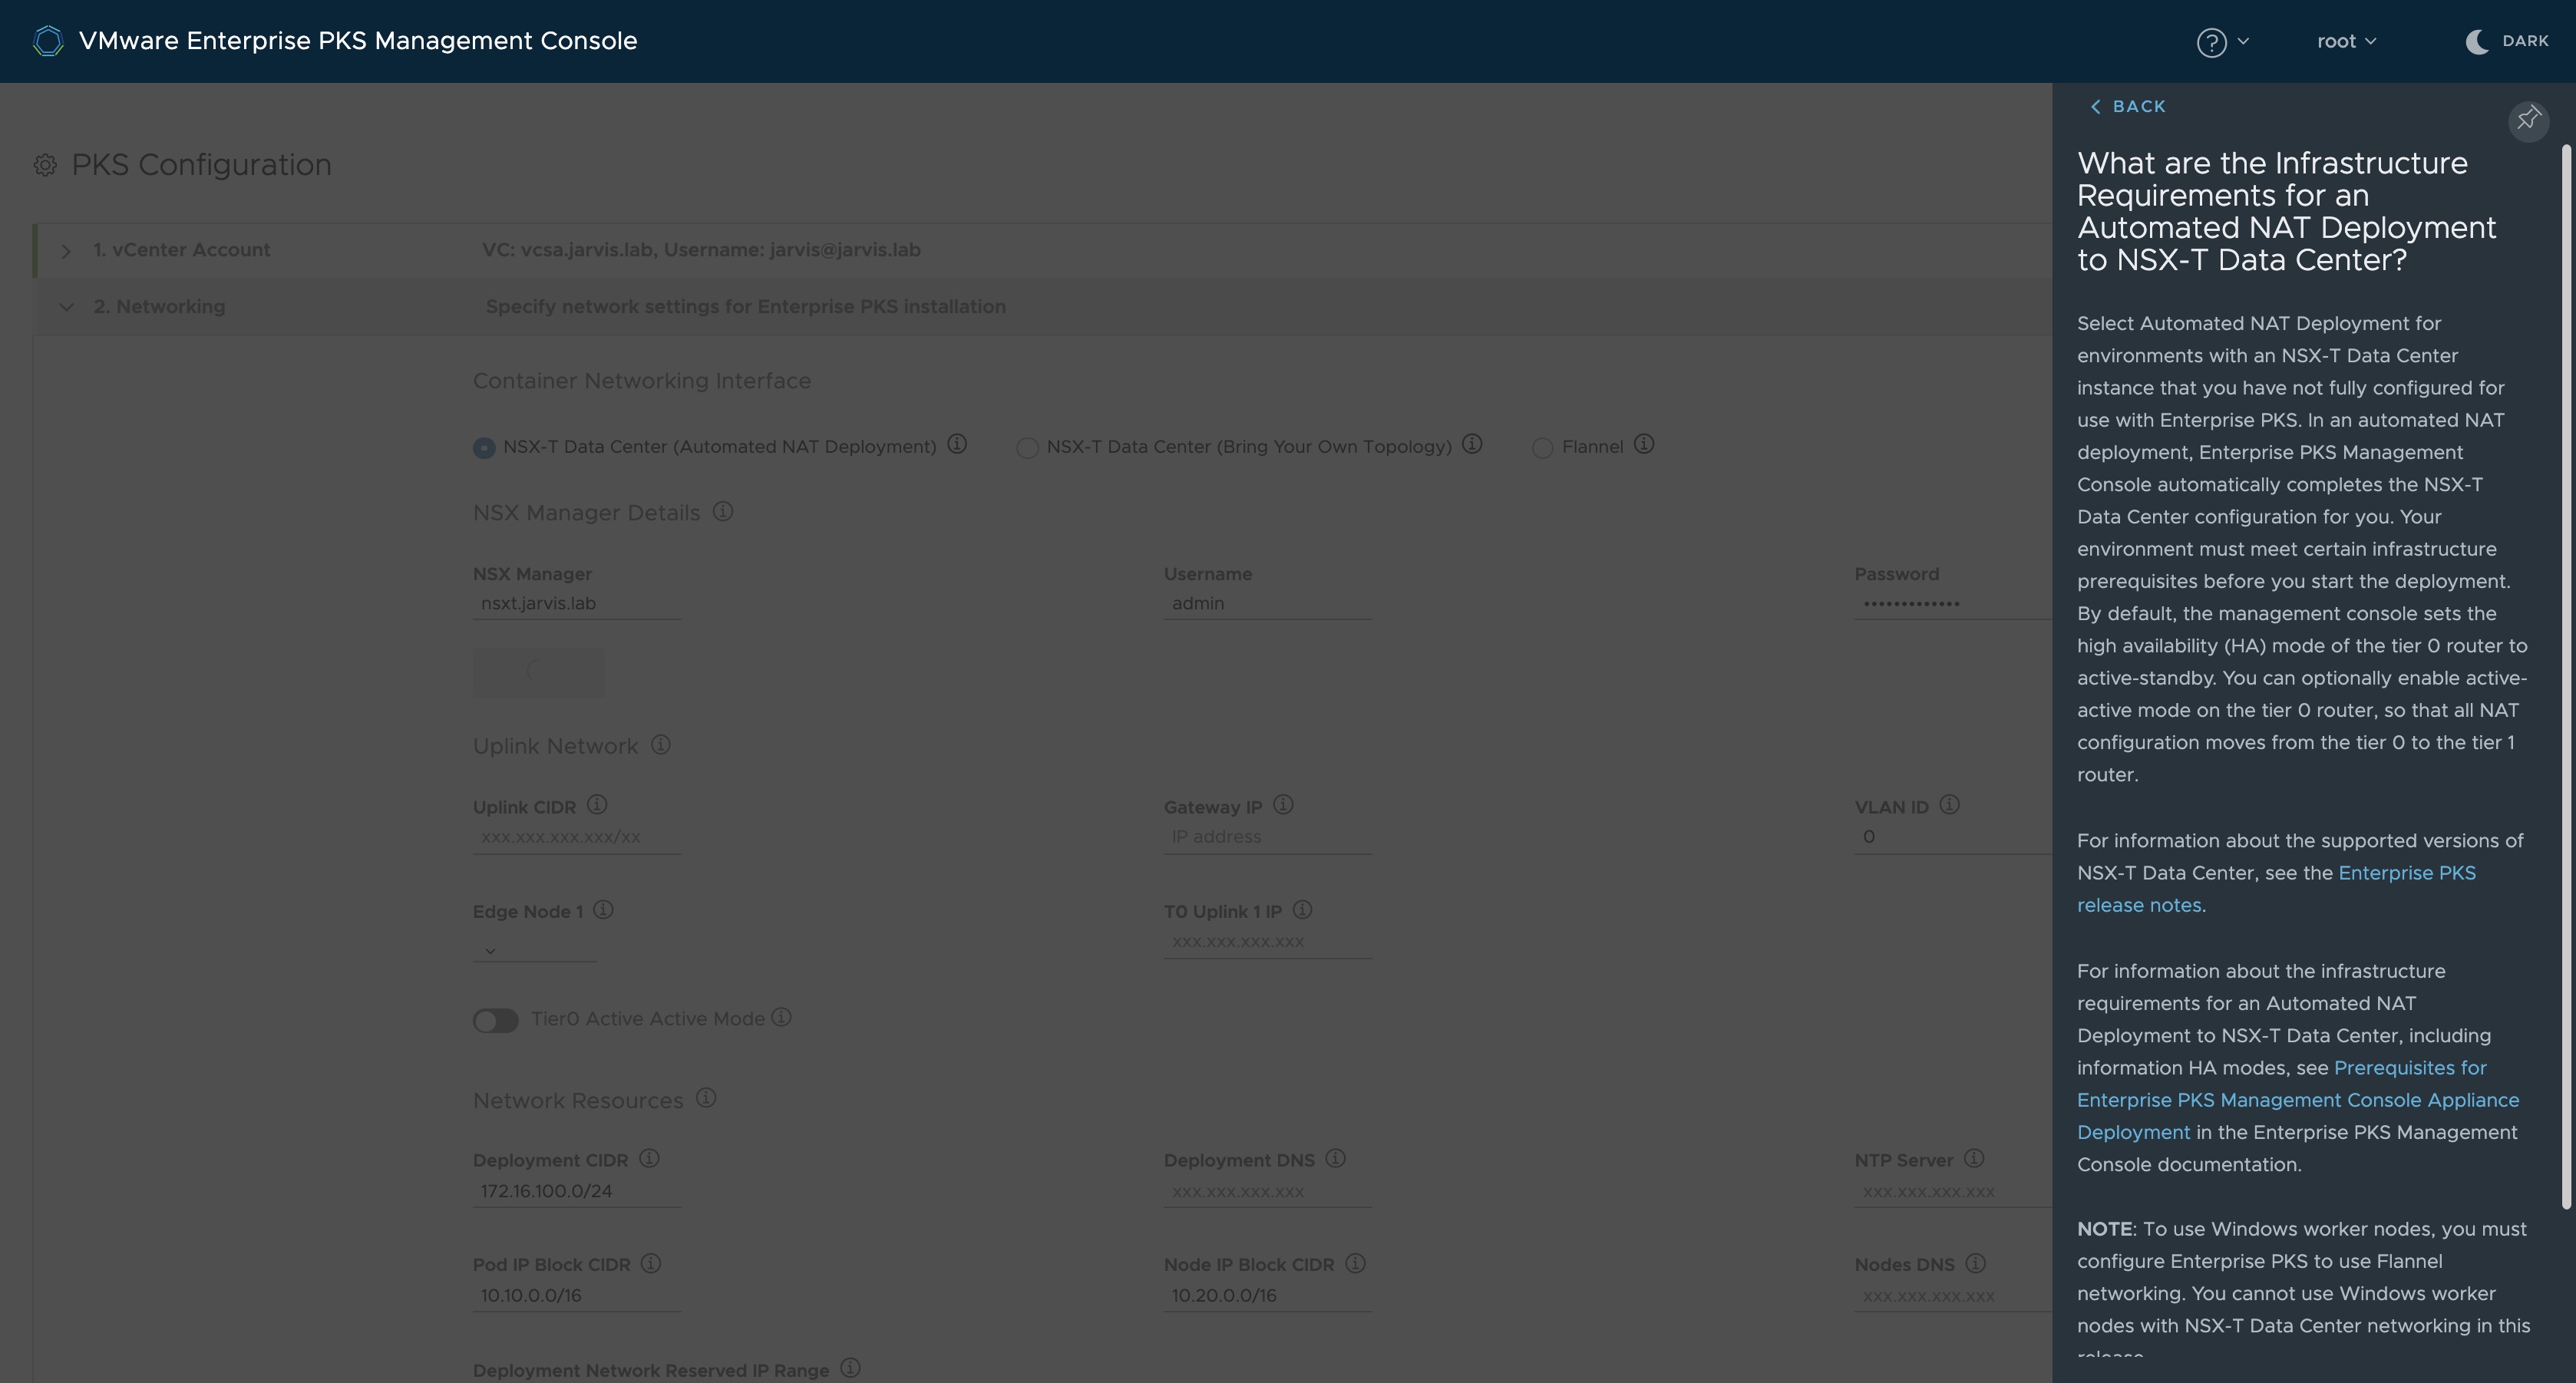 VMware Enterprise PKS Management Console
root
DARK
PKS Configuration
1. vCenter Account
VC: vcsa.jarvis.lab, Username: jarvis@jarvis.lab
2. Networking
Specify network settings for Enterprise PKS installation
Container Networking Interface
NSX-T Data Center (Automated NAT Deployment)
NSX-T Data Center (Bring Your Own Topology)
Flannel
NSX Manager Details
NSX Manager
Username
Password
nsxt.jarvis.lab
admin
•••••••••••••
Uplink Network
Uplink CIDR
Gateway IP
VLAN ID
xxx.xxx.xxx.xxx/xx
IP address
0
Edge Node 1
T0 Uplink 1 IP
xxx.xxx.xxx.xxx
Tier0 Active Active Mode
Network Resources
Deployment CIDR
Deployment DNS
NTP Server
172.16.100.0/24
xxx.xxx.xxx.xxx
xxx.xxx.xxx.xxx
Pod IP Block CIDR
Node IP Block CIDR
Nodes DNS
10.10.0.0/16
10.20.0.0/16
xxx.xxx.xxx.xxx
Deployment Network Reserved IP Range
BACK
What are the Infrastructure
Requirements for an
Automated NAT Deployment
to NSX-T Data Center?
Select Automated NAT Deployment for
environments with an NSX-T Data Center
instance that you have not fully configured for
use with Enterprise PKS. In an automated NAT
deployment, Enterprise PKS Management
Console automatically completes the NSX-T
Data Center configuration for you. Your
environment must meet certain infrastructure
prerequisites before you start the deployment.
By default, the management console sets the
high availability (HA) mode of the tier 0 router to
active-standby. You can optionally enable active-
active mode on the tier 0 router, so that all NAT
configuration moves from the tier 0 to the tier 1
router.
For information about the supported versions of
NSX-T Data Center, see the Enterprise PKS
release notes.
For information about the infrastructure
requirements for an Automated NAT
Deployment to NSX-T Data Center, including
information HA modes, see Prerequisites for
Enterprise PKS Management Console Appliance
Deployment in the Enterprise PKS Management
Console documentation.
NOTE: To use Windows worker nodes, you must
configure Enterprise PKS to use Flannel
networking. You cannot use Windows worker
nodes with NSX-T Data Center networking in this